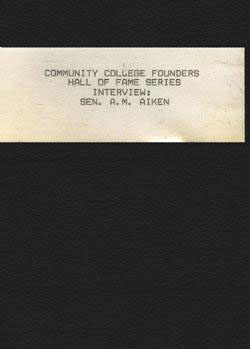 COMMUNITY COLLEGE FOUNDERS
HALL OF FAME SERIES
INTERVIEW:
SEN. A.M. AIKEN